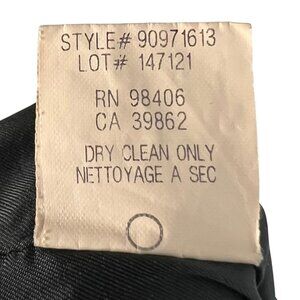 STYLE# 90971613
LOT# 147121
RN 98406
CA 39862
DRY CLEAN ONLY
NETTOYAGE A SEC